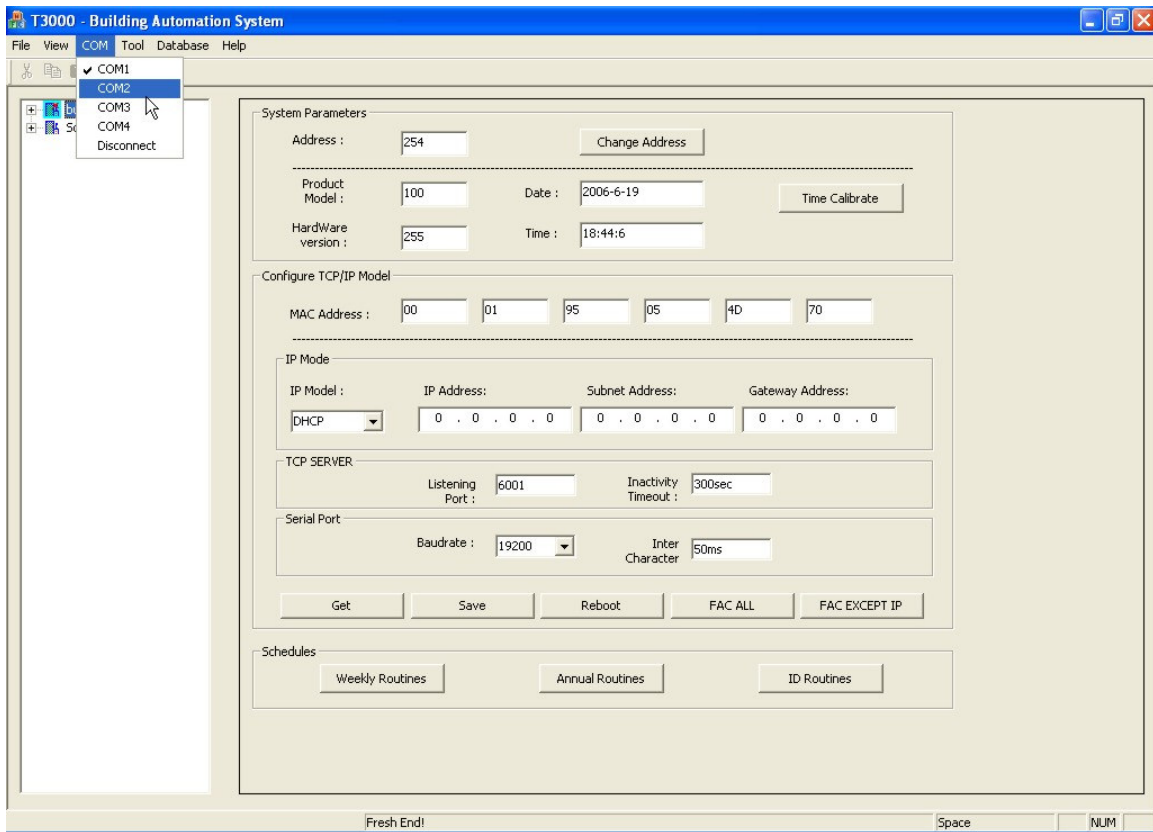 T3000 - Building Automation System
File View COM Tool Database Help
COM1
COM2
COM3
COM4
Disconnect
System Parameters
Address : 254 Change Address
Product Model : 100 Date : 2006-6-19 Time Calibrate
HardWare version : 255 Time : 18:44:6
Configure TCP/IP Model
MAC Address : 00 01 95 05 4D 70
IP Mode
IP Model : IP Address: Subnet Address: Gateway Address:
DHCP 0 . 0 . 0 . 0 0 . 0 . 0 . 0 0 . 0 . 0 . 0
TCP SERVER
Listening Port : 6001 Inactivity Timeout : 300sec
Serial Port
Baudrate : 19200 Inter Character 50ms
Get Save Reboot FAC ALL FAC EXCEPT IP
Schedules
Weekly Routines Annual Routines ID Routines
Fresh End! Space NUM